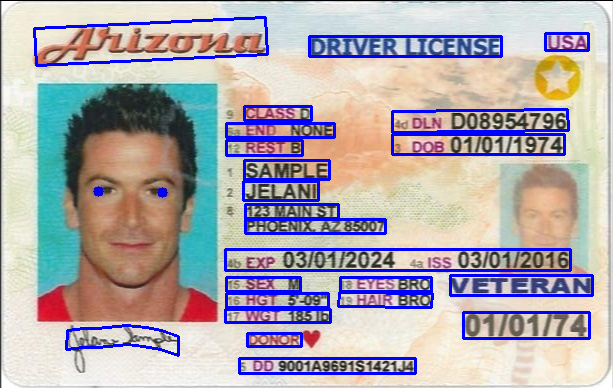 Arizona DRIVER LICENSE USA
9 CLASS D
9a END NONE
12 REST B
4d DLN D08954796
3 DOB 01/01/1974
1 SAMPLE
2 JELANI
8 123 MAIN ST
PHOENIX, AZ 85007
4b EXP 03/01/2024 4a ISS 03/01/2016
15 SEX M 18 EYES BRO
16 HGT 5'-09" 19 HAIR BRO
17 WGT 185 lb
VETERAN
01/01/74
DONOR
Jelani Sample
5 DD 9001A9691S1421J4